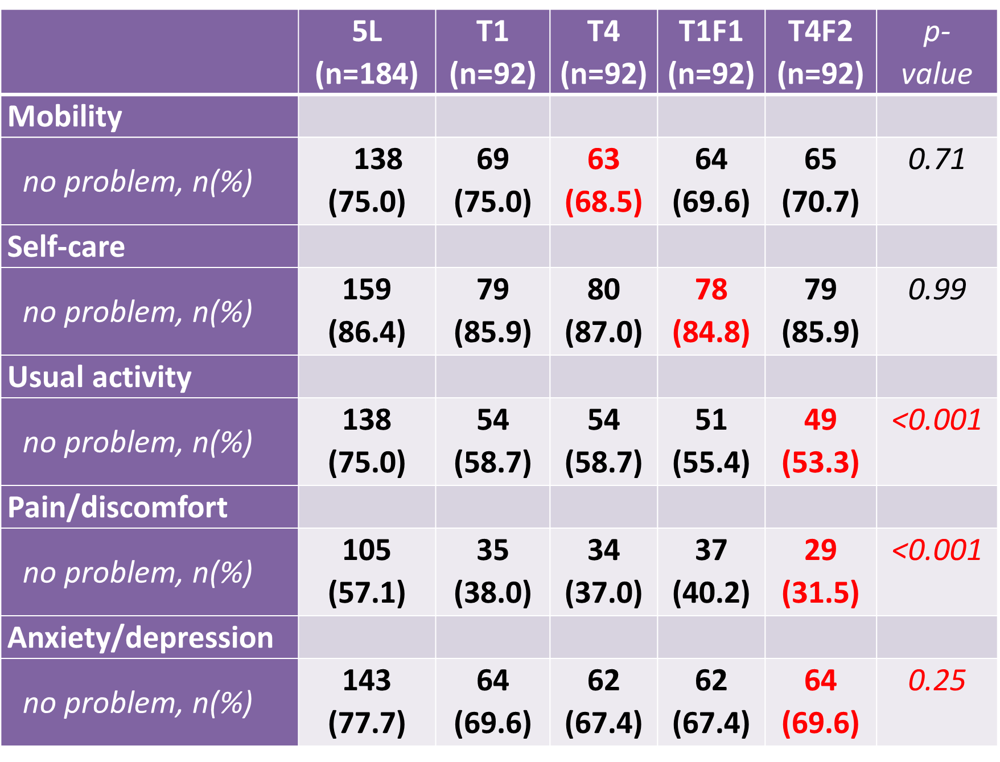 5L T1 T4 T1F1 T4F2 p-
(n=184) (n=92) (n=92) (n=92) (n=92) value
Mobility
no problem, n(%) 138 69 63 64 65 0.71
(75.0) (75.0) (68.5) (69.6) (70.7)
Self-care
no problem, n(%) 159 79 80 78 79 0.99
(86.4) (85.9) (87.0) (84.8) (85.9)
Usual activity
no problem, n(%) 138 54 54 51 49 <0.001
(75.0) (58.7) (58.7) (55.4) (53.3)
Pain/discomfort
no problem, n(%) 105 35 34 37 29 <0.001
(57.1) (38.0) (37.0) (40.2) (31.5)
Anxiety/depression
no problem, n(%) 143 64 62 62 64 0.25
(77.7) (69.6) (67.4) (67.4) (69.6)